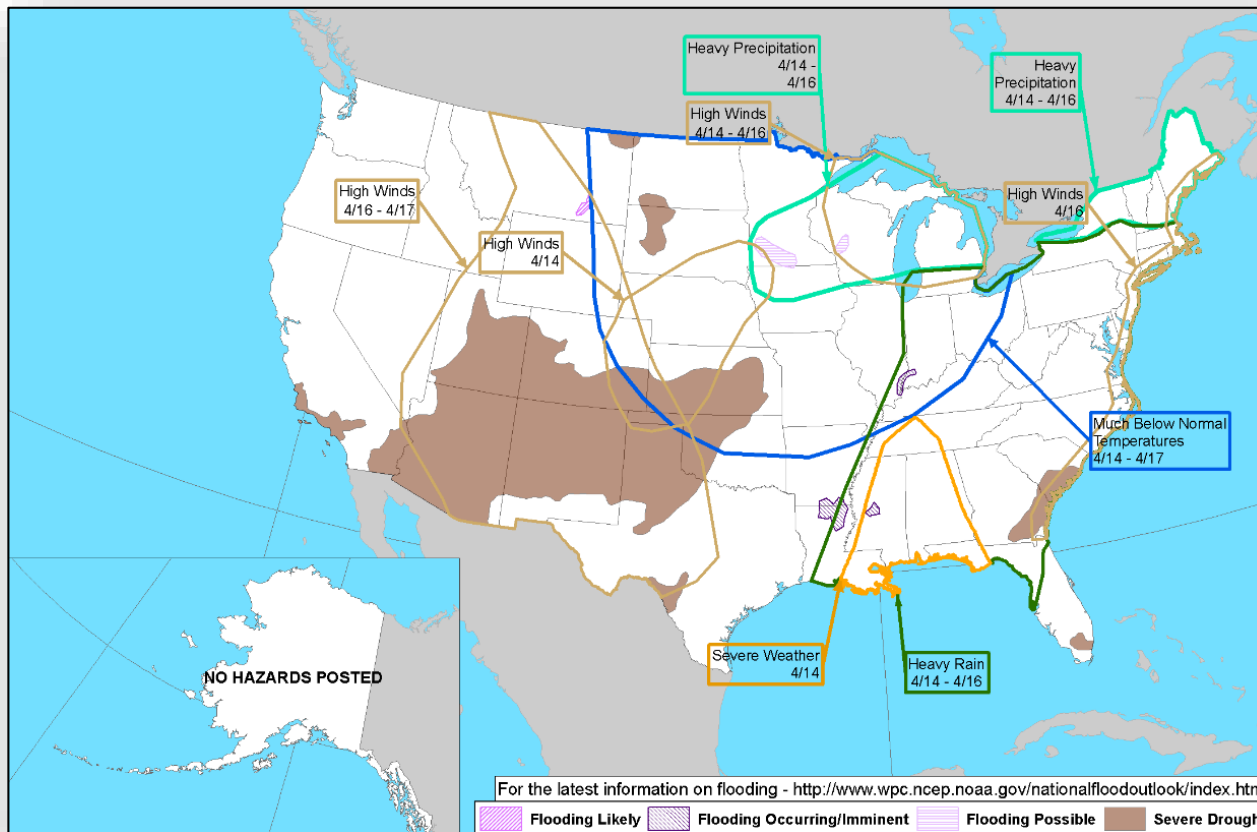 Heavy Precipitation
4/14 -
4/16
Heavy
Precipitation
4/14 - 4/16
High Winds
4/14 - 4/16
High Winds
4/16 - 4/17
High Winds
4/16
High Winds
4/14
Much Below Normal
Temperatures
4/14 - 4/17
NO HAZARDS POSTED
Severe Weather
4/14
Heavy Rain
4/14 - 4/16
For the latest information on flooding - http://www.wpc.ncep.noaa.gov/nationalfloodoutlook/index.htm
Flooding Likely
Flooding Occurring/Imminent
Flooding Possible
Severe Drough